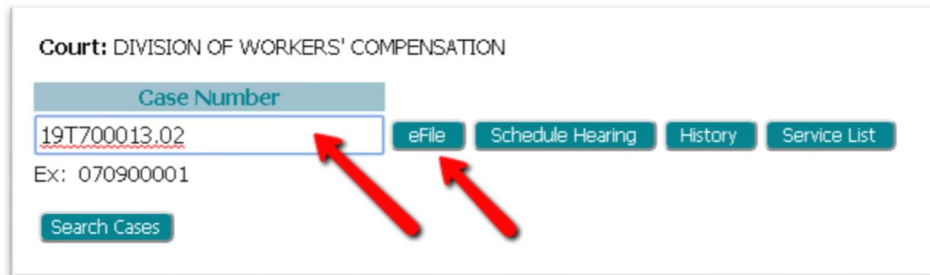 Court: DIVISION OF WORKERS' COMPENSATION
Case Number
19T700013.02 eFile Schedule Hearing History Service List
Ex: 070900001
Search Cases